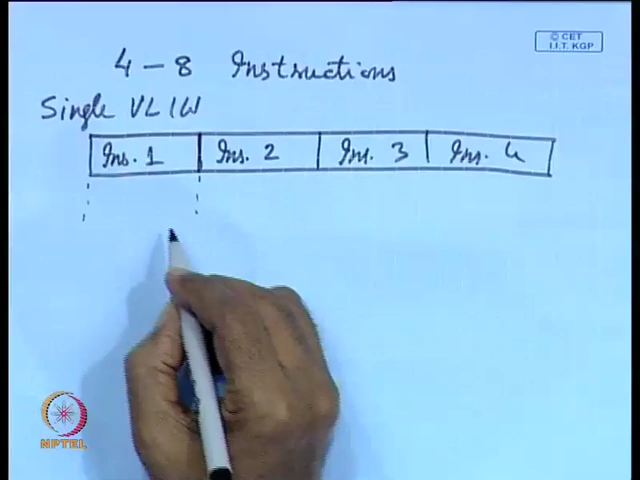 © CET
I.I.T. KGP
4 – 8 Instructions
Single VLIW
Ins. 1 Ins. 2 Ins. 3 Ins. 4
NPTEL